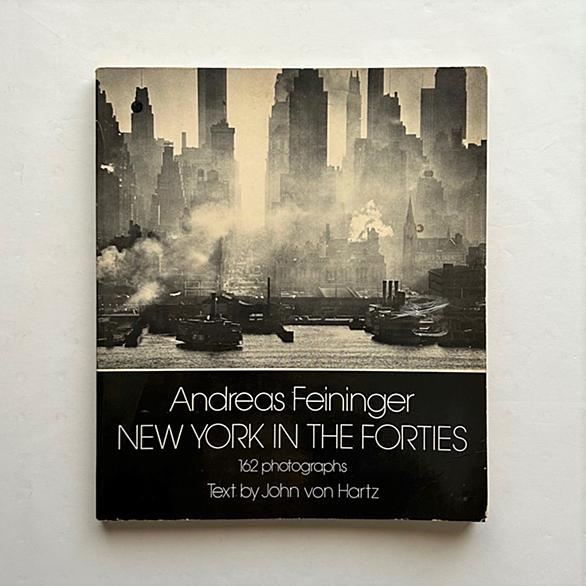 Andreas Feininger
NEW YORK IN THE FORTIES
162 photographs
Text by John von Hartz